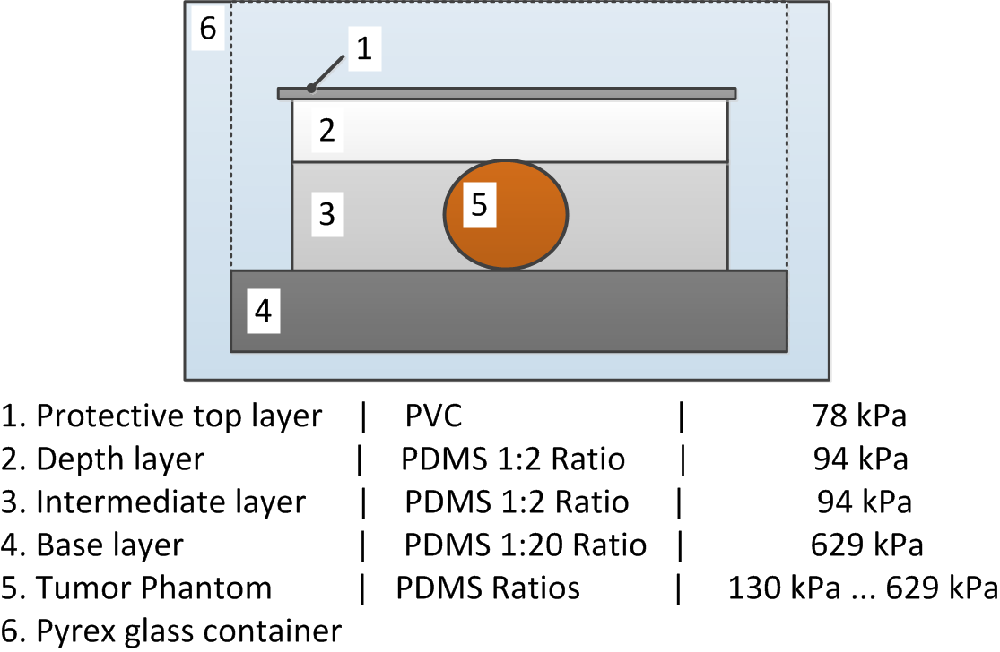 6
1
2
5
3
4
1. Protective top layer | PVC | 78 kPa
2. Depth layer | PDMS 1:2 Ratio | 94 kPa
3. Intermediate layer | PDMS 1:2 Ratio | 94 kPa
4. Base layer | PDMS 1:20 Ratio | 629 kPa
5. Tumor Phantom | PDMS Ratios | 130 kPa ... 629 kPa
6. Pyrex glass container